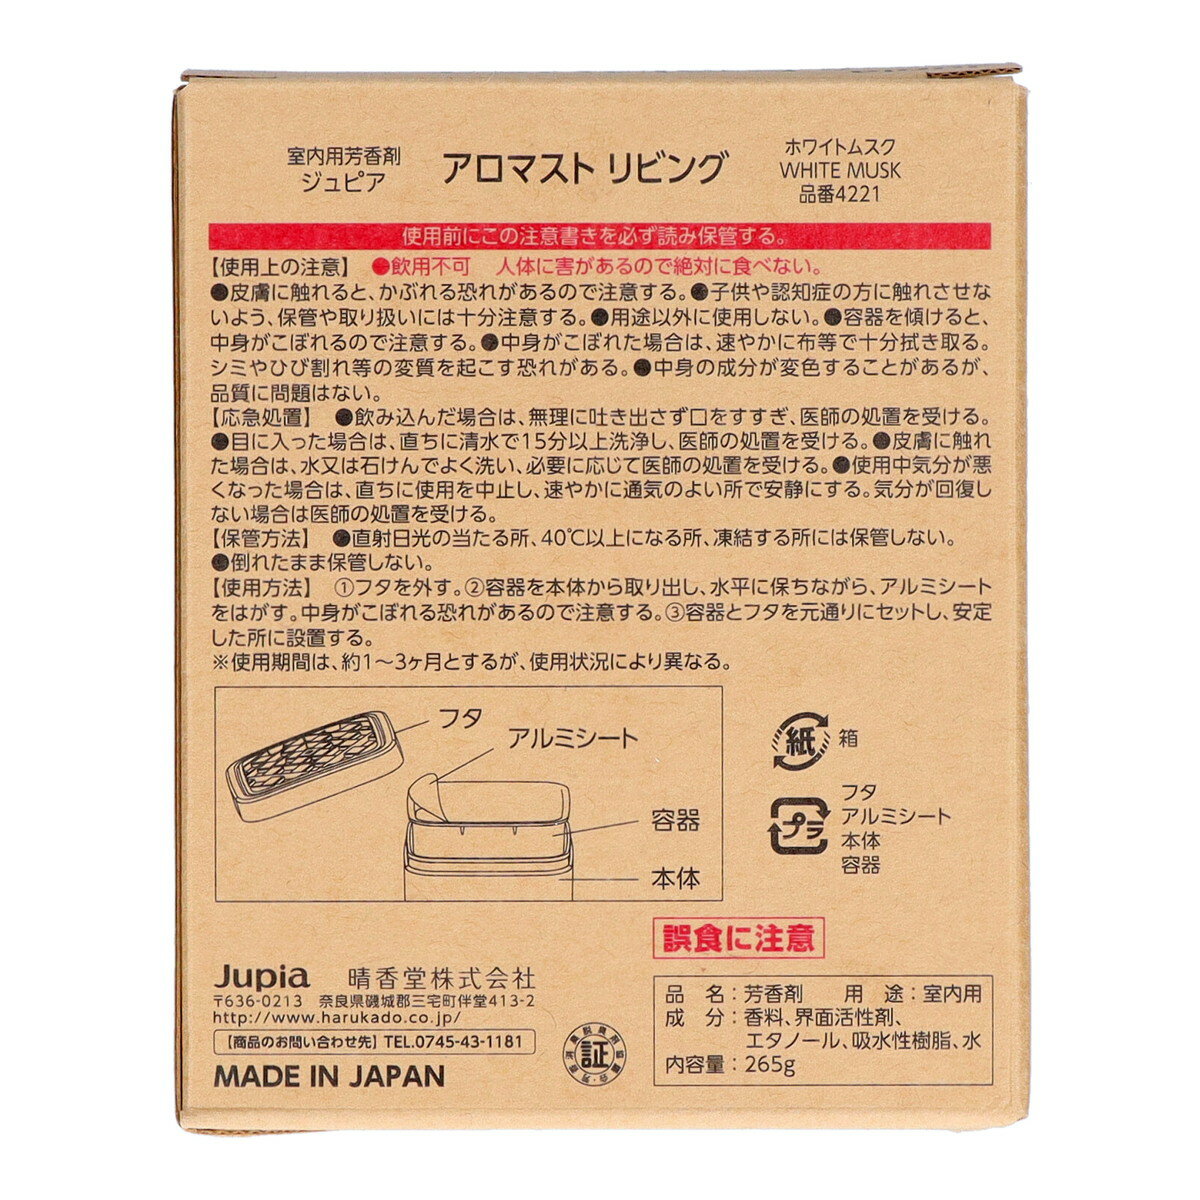 室内用芳香剤
ジュピア
アロマスト リビング
ホワイトムスク
WHITE MUSK
品番4221
使用前にこの注意書きを必ず読み保管する。
【使用上の注意】 ●飲用不可 人体に害があるので絶対に食べない。
●皮膚に触れると、かぶれる恐れがあるので注意する。●子供や認知症の方に触れさせな
いよう、保管や取り扱いには十分注意する。●用途以外に使用しない。●容器を傾けると、
中身がこぼれるので注意する。●中身がこぼれた場合は、速やかに布等で十分拭き取る。
シミやひび割れ等の変質を起こす恐れがある。●中身の成分が変色することがあるが、
品質に問題はない。
【応急処置】 ●飲み込んだ場合は、無理に吐き出さず口をすすぎ、医師の処置を受ける。
●目に入った場合は、直ちに清水で15分以上洗浄し、医師の処置を受ける。●皮膚に触れ
た場合は、水又は石けんでよく洗い、必要に応じて医師の処置を受ける。●使用中気分が悪
くなった場合は、直ちに使用を中止し、速やかに通気のよい所で安静にする。気分が回復し
ない場合は医師の処置を受ける。
【保管方法】 ●直射日光の当たる所、40℃以上になる所、凍結する所には保管しない。
●倒れたまま保管しない。
【使用方法】 ①フタを外す。②容器を本体から取り出し、水平に保ちながら、アルミシート
をはがす。中身がこぼれる恐れがあるので注意する。③容器とフタを元通りにセットし、安定
した所に設置する。
※使用期間は、約1～3ヶ月とするが、使用状況により異なる。
フタ
アルミシート
容器
本体
紙 箱
プラ
フタ
アルミシート
本体
容器
誤食に注意
Jupia 晴香堂株式会社
〒636-0213 奈良県磯城郡三宅町伴堂413-2
http://www.harukado.co.jp/
【商品のお問い合わせ先】 TEL.0745-43-1181
MADE IN JAPAN
証
品 名：芳香剤 用 途：室内用
成 分：香料、界面活性剤、
エタノール、吸水性樹脂、水
内容量：265g